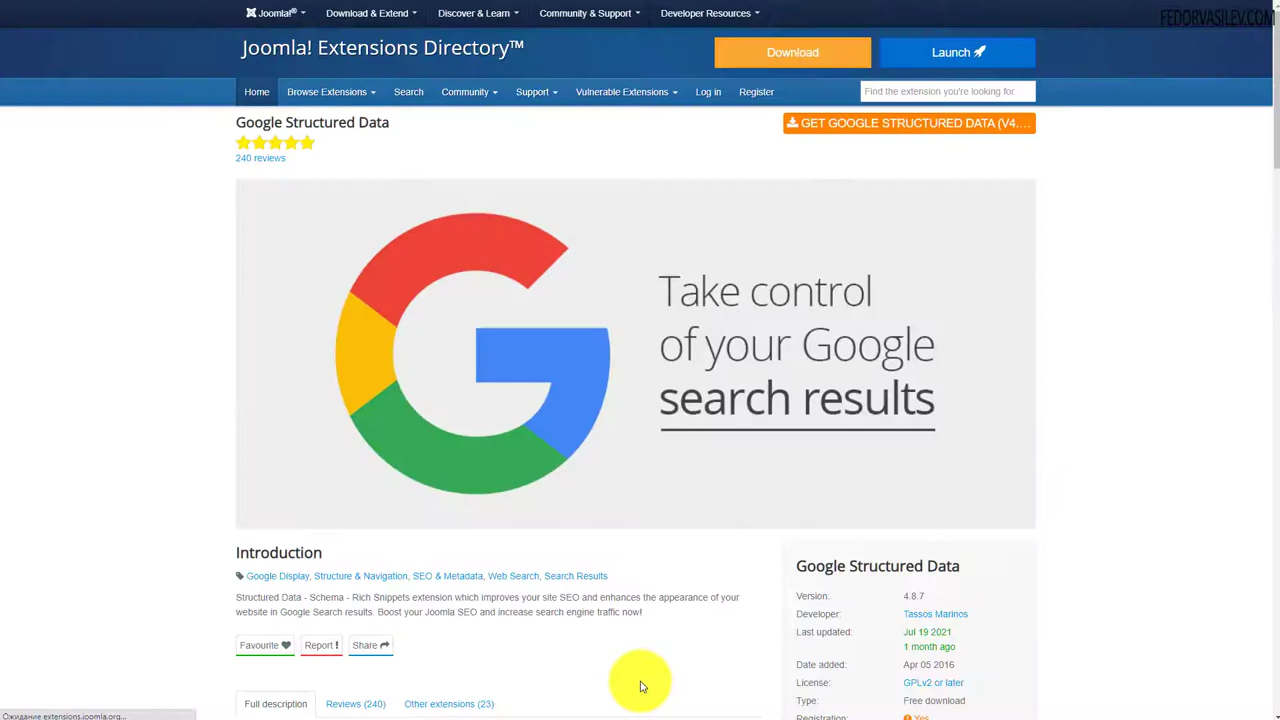 FEDORVASILEV.COM
Joomla!® Download & Extend Discover & Learn Community & Support Developer Resources
Joomla! Extensions Directory™
Download Launch
Home Browse Extensions Search Community Support Vulnerable Extensions Log in Register Find the extension you're looking for
Google Structured Data
GET GOOGLE STRUCTURED DATA (V4....
240 reviews
Take control
of your Google
search results
Introduction
Google Display, Structure & Navigation, SEO & Metadata, Web Search, Search Results
Structured Data - Schema - Rich Snippets extension which improves your site SEO and enhances the appearance of your
website in Google Search results. Boost your Joomla SEO and increase search engine traffic now!
Favourite Report ! Share
Full description Reviews (240) Other extensions (23)
Google Structured Data
Version: 4.8.7
Developer: Tassos Marinos
Last updated: Jul 19 2021
1 month ago
Date added: Apr 05 2016
License: GPLv2 or later
Type: Free download
Registration: Yes
Ожидание extensions.joomla.org...